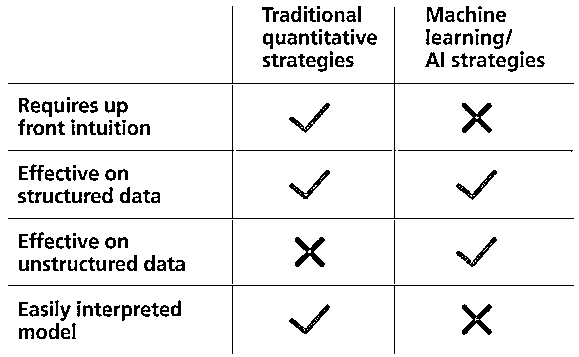 Traditional
quantitative
strategies
Machine
learning/
AI strategies
Requires up
front intuition
Effective on
structured data
Effective on
unstructured data
Easily interpreted
model